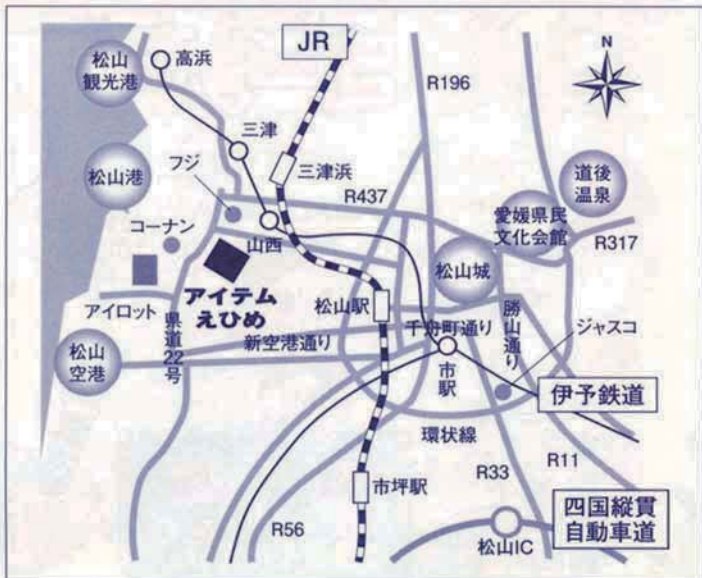 JR
N
高浜
松山
観光港
R196
三津
三津浜
フジ
松山港
道後
温泉
R437
愛媛県民
文化会館
コーナン
山西
R317
松山城
アイロット
アイテム
えひめ
松山駅
県道22号
千舟町通り
勝山通り
ジャスコ
新空港通り
松山
空港
市駅
伊予鉄道
環状線
R33
R11
市坪駅
四国縦貫
自動車道
R56
松山IC